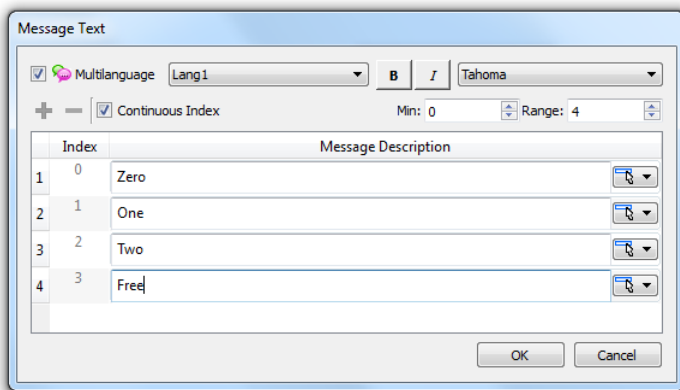 Message Text
Multilanguage Lang1 B I Tahoma
Continuous Index Min: 0 Range: 4
Index Message Description
1 0 Zero
2 1 One
3 2 Two
4 3 Free
OK Cancel